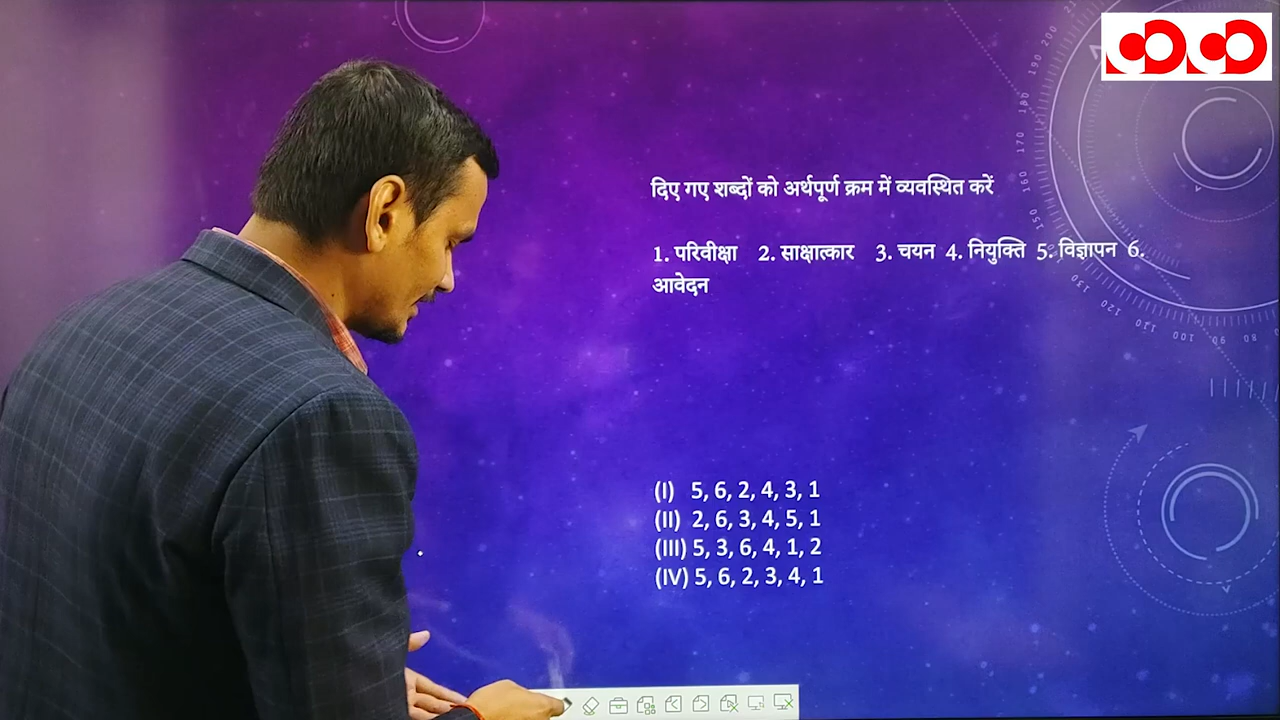 दिए गए शब्दों को अर्थपूर्ण क्रम में व्यवस्थित करें
1. परिवीक्षा 2. साक्षात्कार 3. चयन 4. नियुक्ति 5. विज्ञापन 6.
आवेदन
(I) 5, 6, 2, 4, 3, 1
(II) 2, 6, 3, 4, 5, 1
(III) 5, 3, 6, 4, 1, 2
(IV) 5, 6, 2, 3, 4, 1